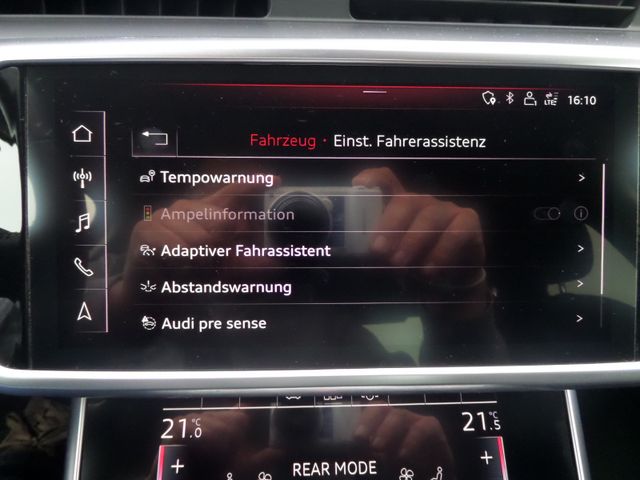 LTE 16:10
Fahrzeug · Einst. Fahrerassistenz
Tempowarnung
Ampelinformation
Adaptiver Fahrassistent
Abstandswarnung
Audi pre sense
21.0 °C 21.5 °C
+ REAR MODE +